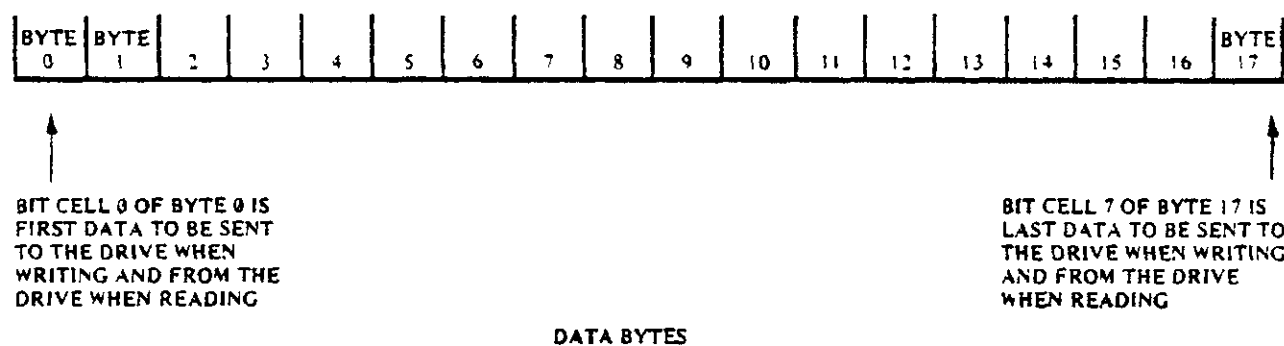 BYTE BYTE BYTE
0 1 2 3 4 5 6 7 8 9 10 11 12 13 14 15 16 17
BIT CELL 0 OF BYTE 0 IS
FIRST DATA TO BE SENT
TO THE DRIVE WHEN
WRITING AND FROM THE
DRIVE WHEN READING
BIT CELL 7 OF BYTE 17 IS
LAST DATA TO BE SENT TO
THE DRIVE WHEN WRITING
AND FROM THE DRIVE
WHEN READING
DATA BYTES